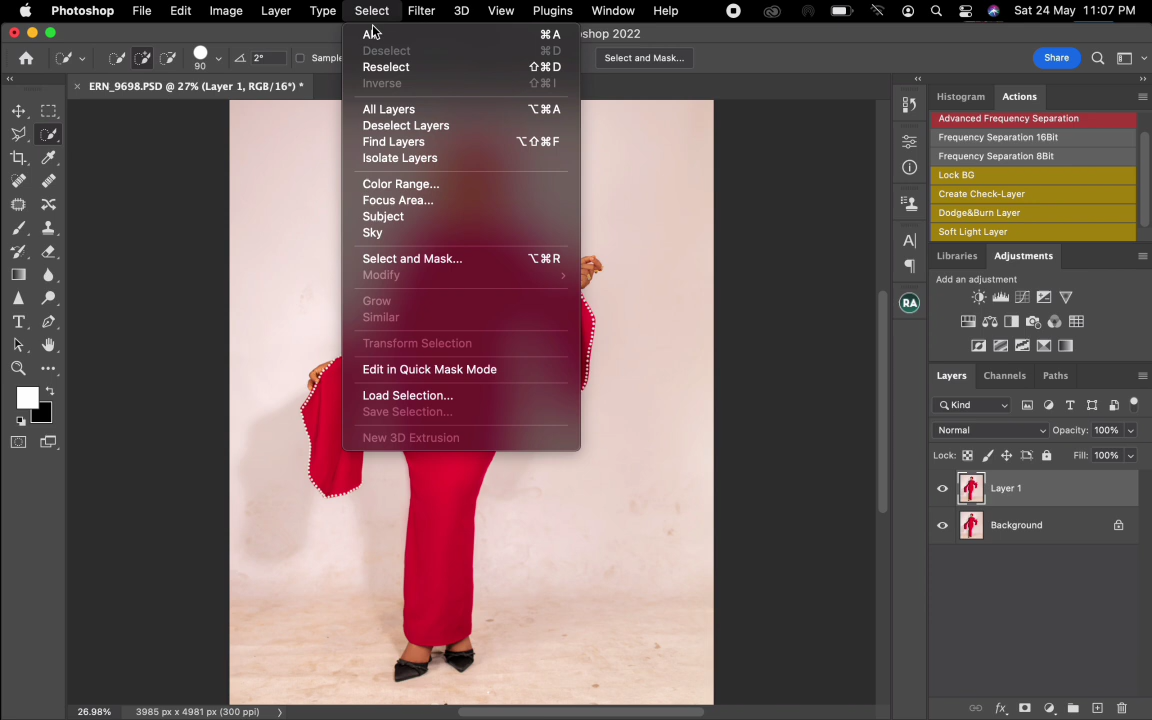 Photoshop File Edit Image Layer Type Select Filter 3D View Plugins Window Help Sat 24 May 11:07 PM
shop 2022
90 2° Sample Select and Mask... Share
ERN_9698.PSD @ 27% (Layer 1, RGB/16*) *
⌘A
Deselect ⌘D
Reselect ⇧⌘D
Inverse ⇧⌘I
All Layers ⌥⌘A
Deselect Layers
Find Layers ⌥⇧⌘F
Isolate Layers
Color Range...
Focus Area...
Subject
Sky
Select and Mask... ⌥⌘R
Modify
Grow
Similar
Transform Selection
Edit in Quick Mask Mode
Load Selection...
Save Selection...
New 3D Extrusion
Histogram Actions
Advanced Frequency Separation
Frequency Separation 16Bit
Frequency Separation 8Bit
Lock BG
Create Check-Layer
Dodge&Burn Layer
Soft Light Layer
Libraries Adjustments
Add an adjustment
RA
Layers Channels Paths
Kind
Normal Opacity: 100%
Lock: Fill: 100%
Layer 1
Background
fx
26.98% 3985 px x 4981 px (300 ppi)